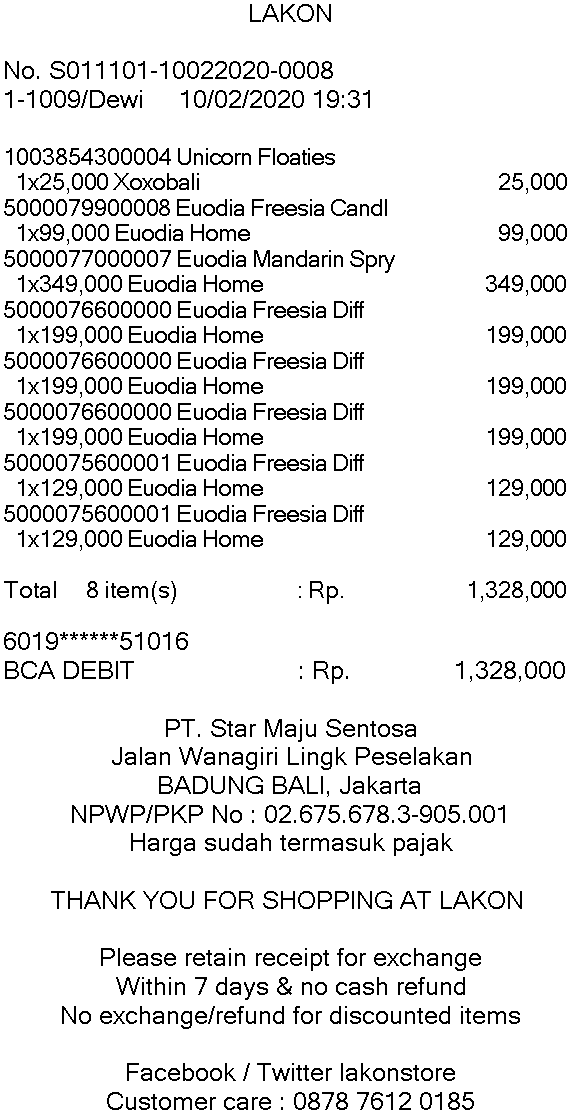 LAKON
No. S011101-10022020-0008
1-1009/Dewi 10/02/2020 19:31
1003854300004 Unicorn Floaties
1x25,000 Xoxobali 25,000
5000079900008 Euodia Freesia Candl
1x99,000 Euodia Home 99,000
5000077000007 Euodia Mandarin Spry
1x349,000 Euodia Home 349,000
5000076600000 Euodia Freesia Diff
1x199,000 Euodia Home 199,000
5000076600000 Euodia Freesia Diff
1x199,000 Euodia Home 199,000
5000076600000 Euodia Freesia Diff
1x199,000 Euodia Home 199,000
5000075600001 Euodia Freesia Diff
1x129,000 Euodia Home 129,000
5000075600001 Euodia Freesia Diff
1x129,000 Euodia Home 129,000
Total 8 item(s) : Rp. 1,328,000
6019******51016
BCA DEBIT : Rp. 1,328,000
PT. Star Maju Sentosa
Jalan Wanagiri Lingk Peselakan
BADUNG BALI, Jakarta
NPWP/PKP No : 02.675.678.3-905.001
Harga sudah termasuk pajak
THANK YOU FOR SHOPPING AT LAKON
Please retain receipt for exchange
Within 7 days & no cash refund
No exchange/refund for discounted items
Facebook / Twitter lakonstore
Customer care : 0878 7612 0185